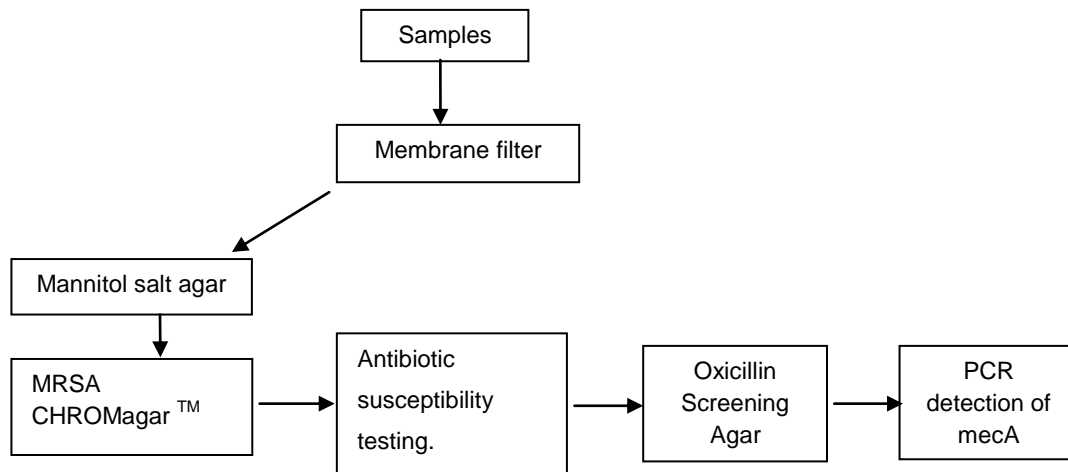 Samples
Membrane filter
Mannitol salt agar
MRSA
CHROMagar TM
Antibiotic
susceptibility
testing.
Oxicillin
Screening
Agar
PCR
detection of
mecA